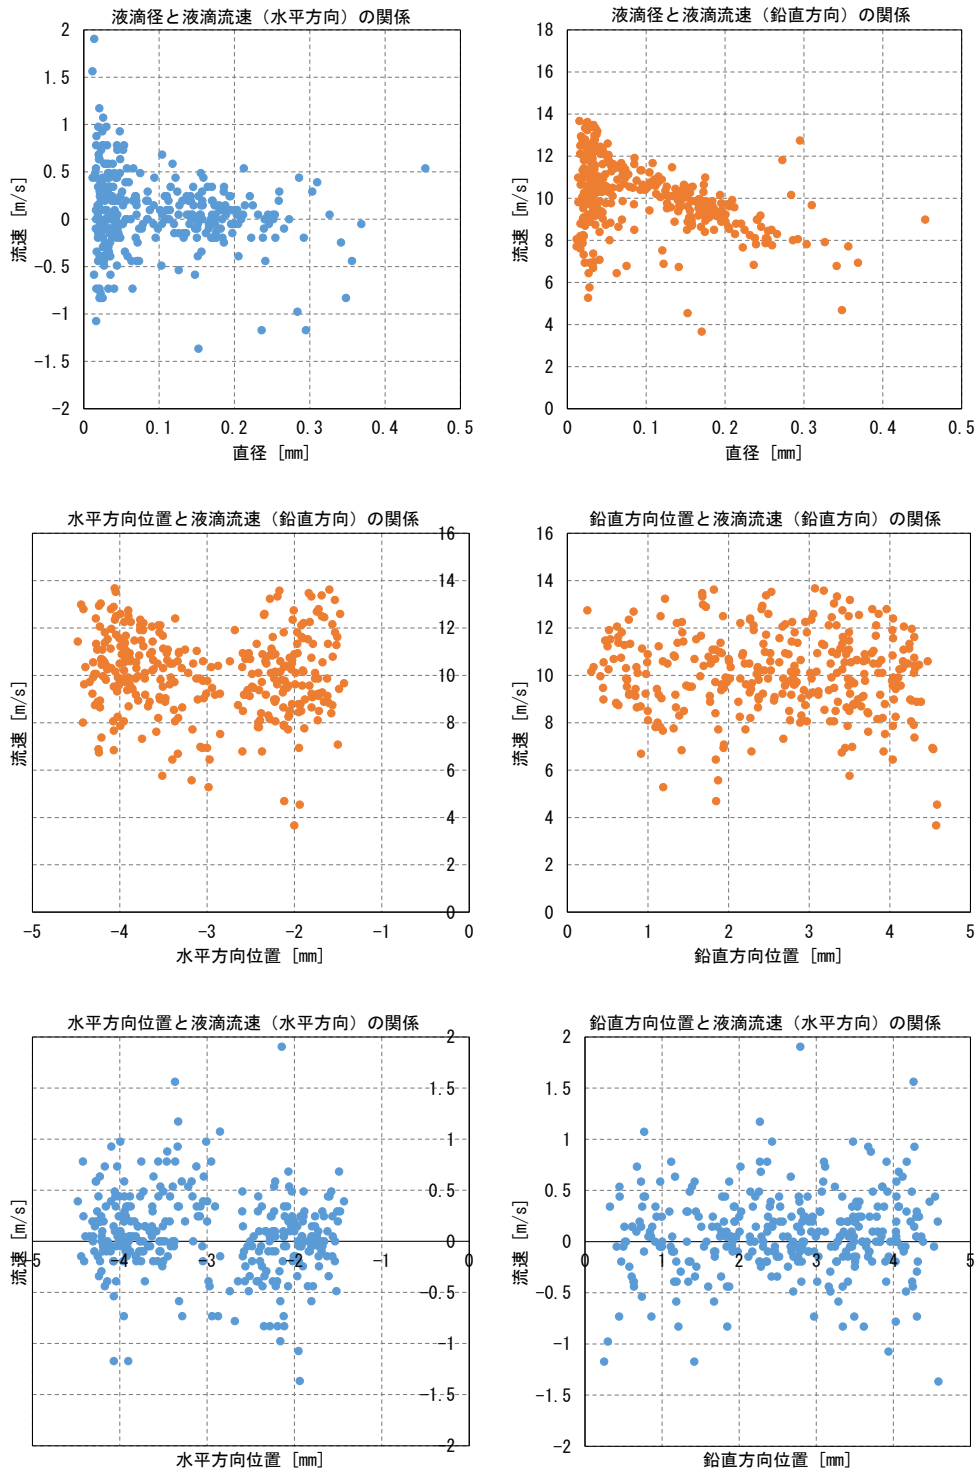 液滴径と液滴流速（水平方向）の関係
2
1.5
1
0.5
0
-0.5
-1
-1.5
-2
流速 [m/s]
0 0.1 0.2 0.3 0.4 0.5
直径 [mm]
液滴径と液滴流速（鉛直方向）の関係
18
16
14
12
10
8
6
4
2
0
流速 [m/s]
0 0.1 0.2 0.3 0.4 0.5
直径 [mm]
水平方向位置と液滴流速（鉛直方向）の関係
16
14
12
10
8
6
4
2
0
流速 [m/s]
-5 -4 -3 -2 -1 0
水平方向位置 [mm]
鉛直方向位置と液滴流速（鉛直方向）の関係
16
14
12
10
8
6
4
2
0
流速 [m/s]
0 1 2 3 4 5
鉛直方向位置 [mm]
水平方向位置と液滴流速（水平方向）の関係
2
1.5
1
0.5
0
-0.5
-1
-1.5
-2
流速 [m/s]
-5 -4 -3 -2 -1 0
水平方向位置 [mm]
鉛直方向位置と液滴流速（水平方向）の関係
2
1.5
1
0.5
0
-0.5
-1
-1.5
-2
流速 [m/s]
0 1 2 3 4 5
鉛直方向位置 [mm]